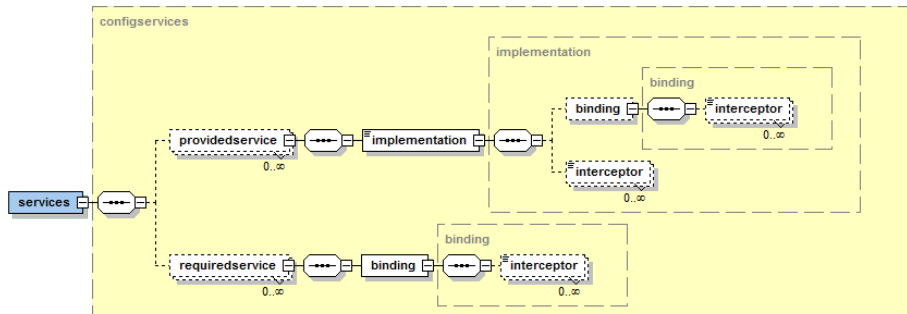 configservices
implementation
binding
binding
interceptor
0..∞
providedservice
implementation
0..∞
interceptor
0..∞
services
binding
requiredservice
binding
interceptor
0..∞
0..∞